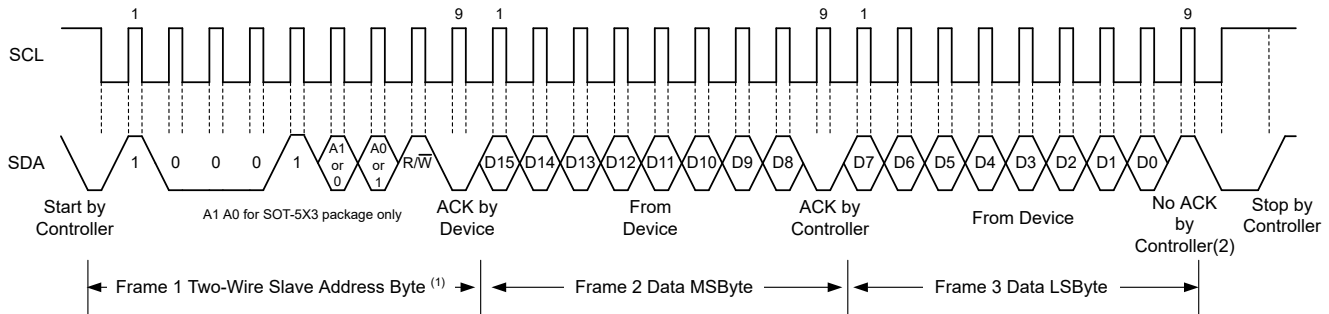 1 9 1 9 1 9
SCL
SDA
1 0 0 0 1 A1 or 0 A0 or 1 R/W̅ D15 D14 D13 D12 D11 D10 D9 D8 D7 D6 D5 D4 D3 D2 D1 D0
Start by
Controller
A1 A0 for SOT-5X3 package only
ACK by
Device
From
Device
ACK by
Controller
From Device
No ACK
by
Controller(2)
Stop by
Controller
Frame 1 Two-Wire Slave Address Byte (1)
Frame 2 Data MSByte
Frame 3 Data LSByte